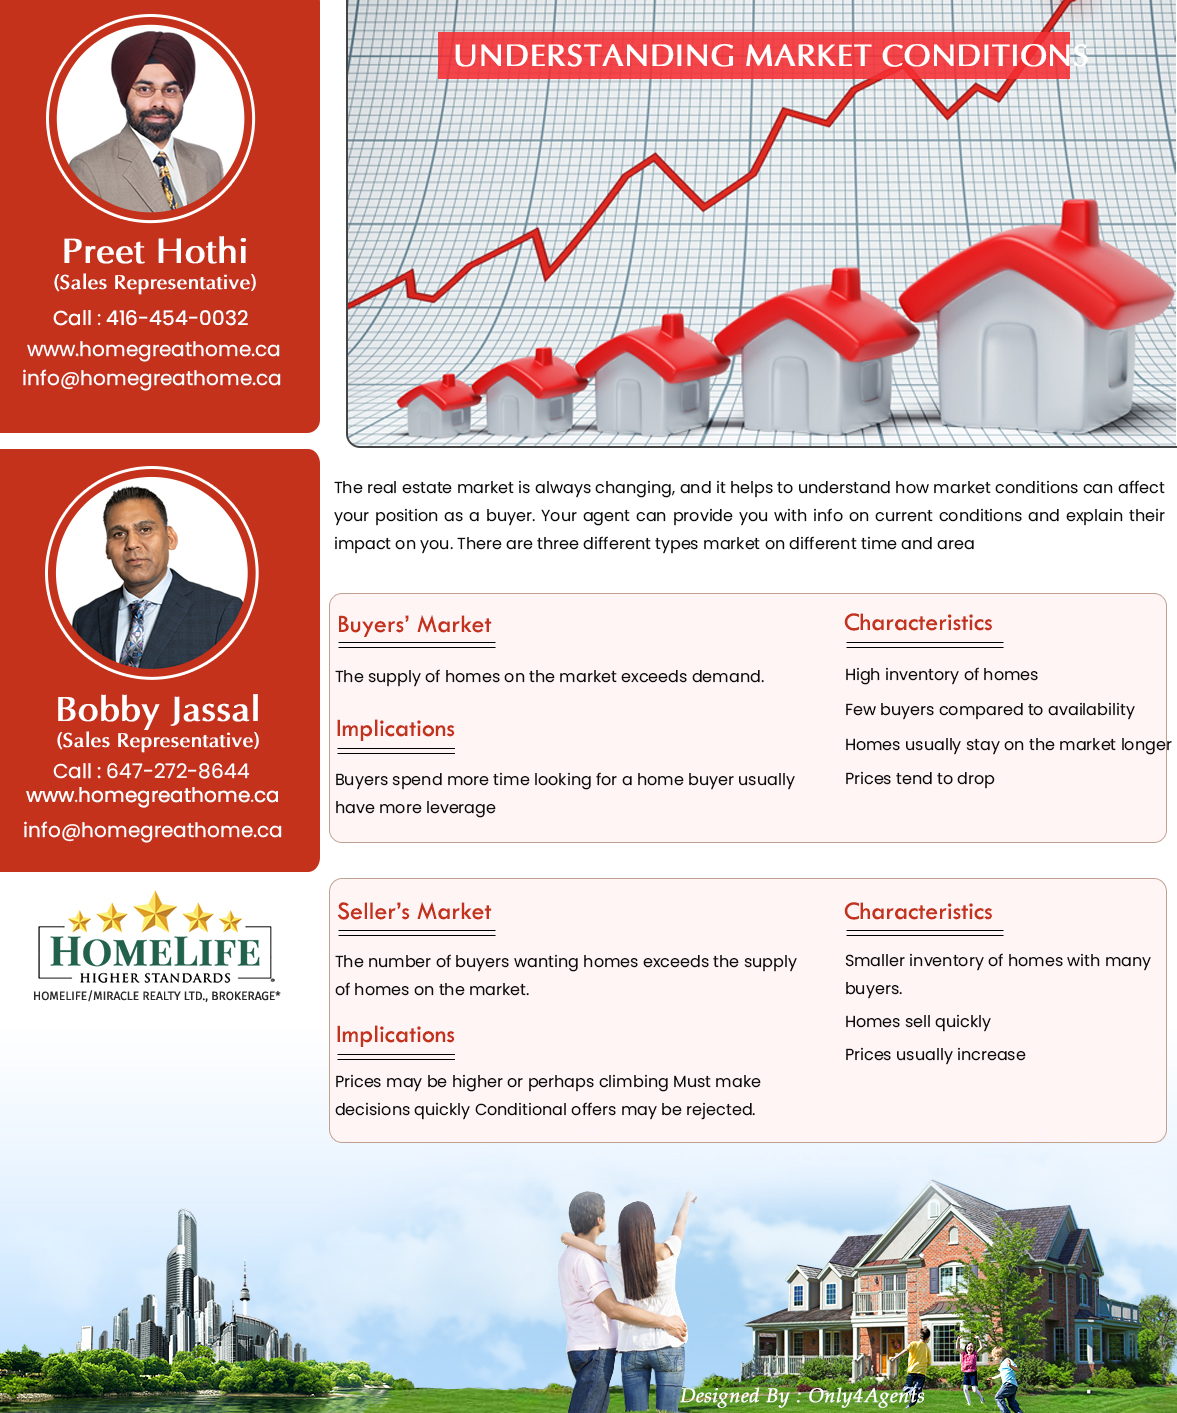 UNDERSTANDING MARKET CONDITIONS
Preet Hothi
(Sales Representative)
Call : 416-454-0032
www.homegreathome.ca
info@homegreathome.ca
Bobby Jassal
(Sales Representative)
Call : 647-272-8644
www.homegreathome.ca
info@homegreathome.ca
HOMELIFE
HIGHER STANDARDS
HOMELIFE/MIRACLE REALTY LTD., BROKERAGE*
The real estate market is always changing, and it helps to understand how market conditions can affect
your position as a buyer. Your agent can provide you with info on current conditions and explain their
impact on you. There are three different types market on different time and area
Buyers' Market
The supply of homes on the market exceeds demand.
Implications
Buyers spend more time looking for a home buyer usually
have more leverage
Characteristics
High inventory of homes
Few buyers compared to availability
Homes usually stay on the market longer
Prices tend to drop
Seller's Market
The number of buyers wanting homes exceeds the supply
of homes on the market.
Implications
Prices may be higher or perhaps climbing Must make
decisions quickly Conditional offers may be rejected.
Characteristics
Smaller inventory of homes with many
buyers.
Homes sell quickly
Prices usually increase
Designed By : Only4Agents